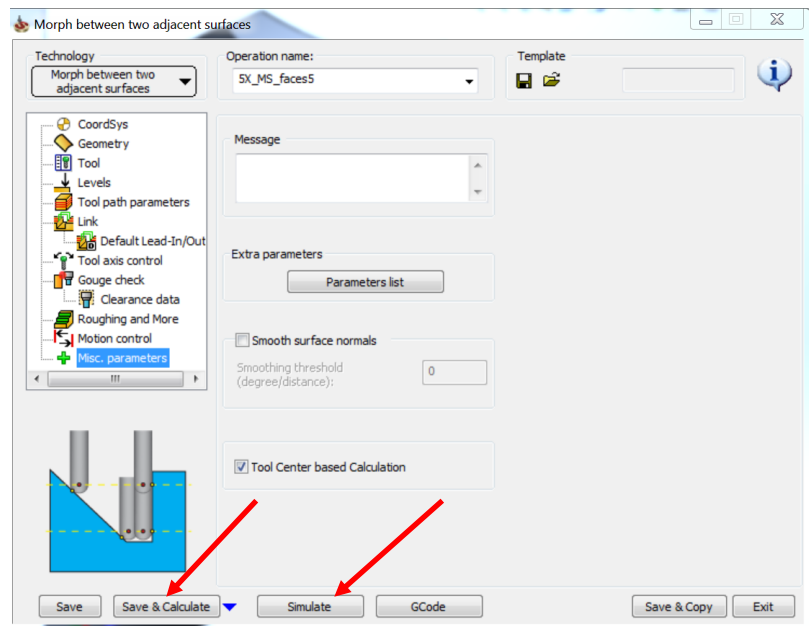 Morph between two adjacent surfaces
Technology
Morph between two
adjacent surfaces
Operation name:
5X_MS_faces5
Template
CoordSys
Geometry
Tool
Levels
Tool path parameters
Link
Default Lead-In/Out
Tool axis control
Gouge check
Clearance data
Roughing and More
Motion control
Misc. parameters
Message
Extra parameters
Parameters list
Smooth surface normals
Smoothing threshold
(degree/distance):
0
Tool Center based Calculation
Save
Save & Calculate
Simulate
GCode
Save & Copy
Exit